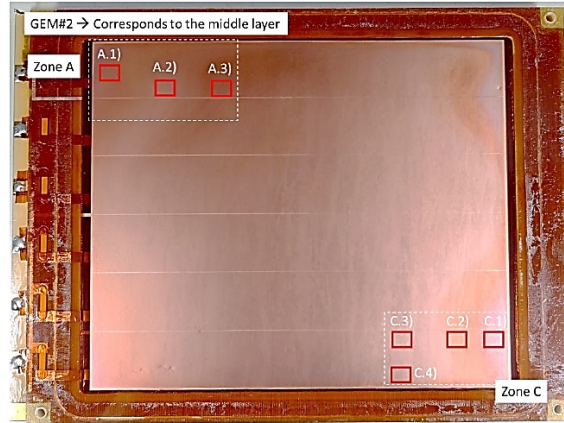 GEM#2 → Corresponds to the middle layer
Zone A
A.1)
A.2)
A.3)
C.3)
C.2)
C.1)
C.4)
Zone C